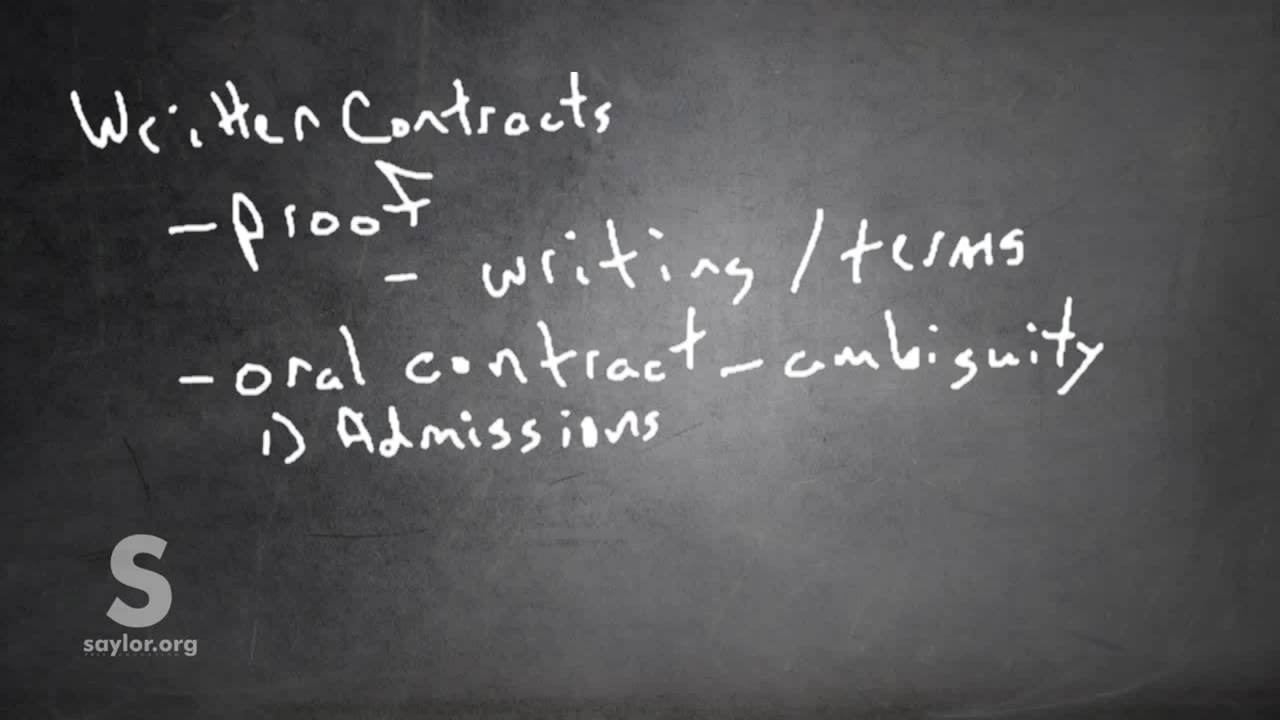 Written Contracts
- proof
- writing / terms
- oral contract - ambiguity
1) Admissions
S
saylor.org